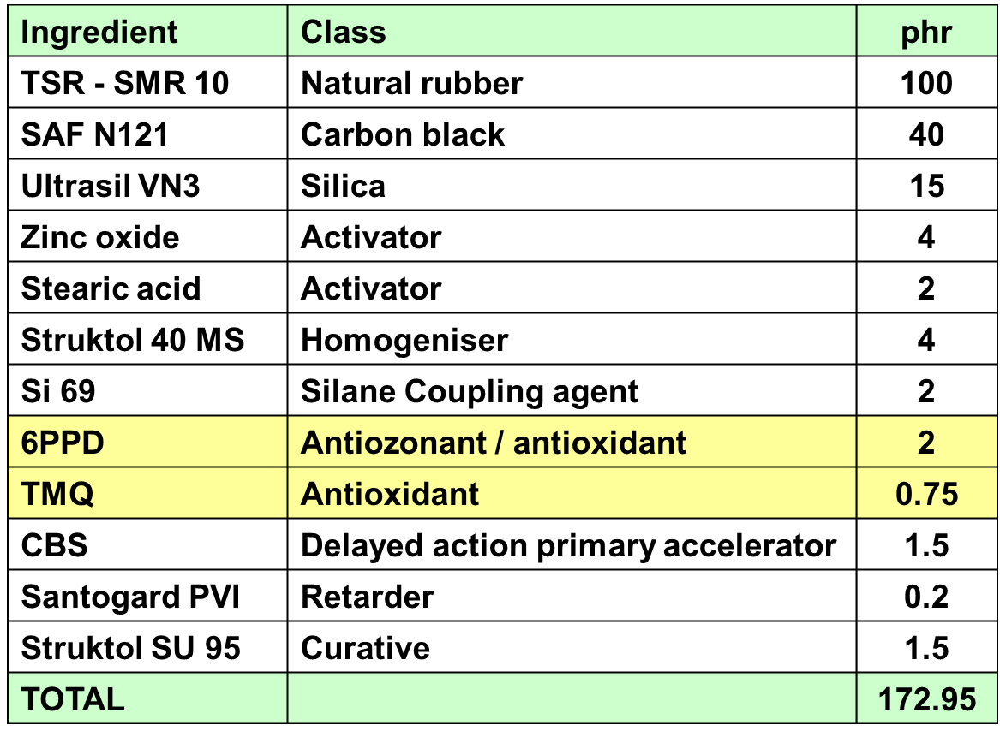 Ingredient Class phr
TSR - SMR 10 Natural rubber 100
SAF N121 Carbon black 40
Ultrasil VN3 Silica 15
Zinc oxide Activator 4
Stearic acid Activator 2
Struktol 40 MS Homogeniser 4
Si 69 Silane Coupling agent 2
6PPD Antiozonant / antioxidant 2
TMQ Antioxidant 0.75
CBS Delayed action primary accelerator 1.5
Santogard PVI Retarder 0.2
Struktol SU 95 Curative 1.5
TOTAL 172.95